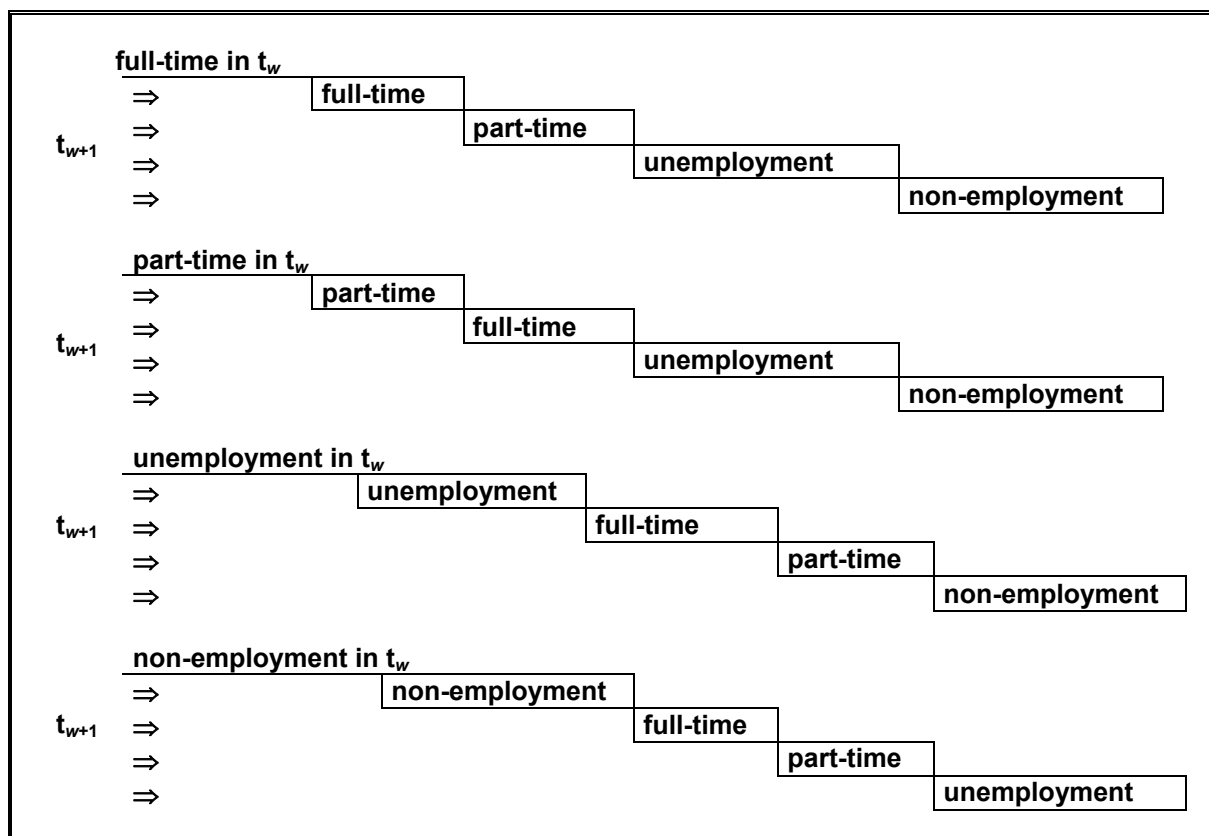 full-time in tw
⇒ full-time
⇒ part-time
tw+1
⇒ unemployment
⇒ non-employment
part-time in tw
⇒ part-time
⇒ full-time
tw+1
⇒ unemployment
⇒ non-employment
unemployment in tw
⇒ unemployment
tw+1 ⇒ full-time
⇒ part-time
⇒ non-employment
non-employment in tw
⇒ non-employment
tw+1 ⇒ full-time
⇒ part-time
⇒ unemployment